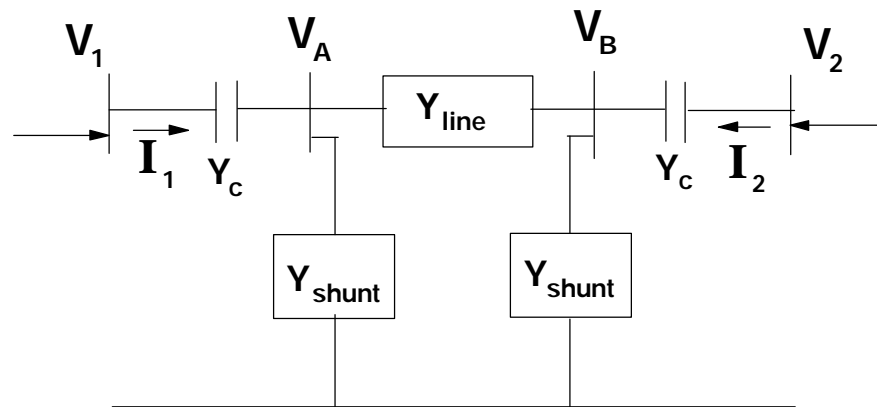 V1
VA
VB
V2
Yline
I1
Yc
Yc
I2
Yshunt
Yshunt